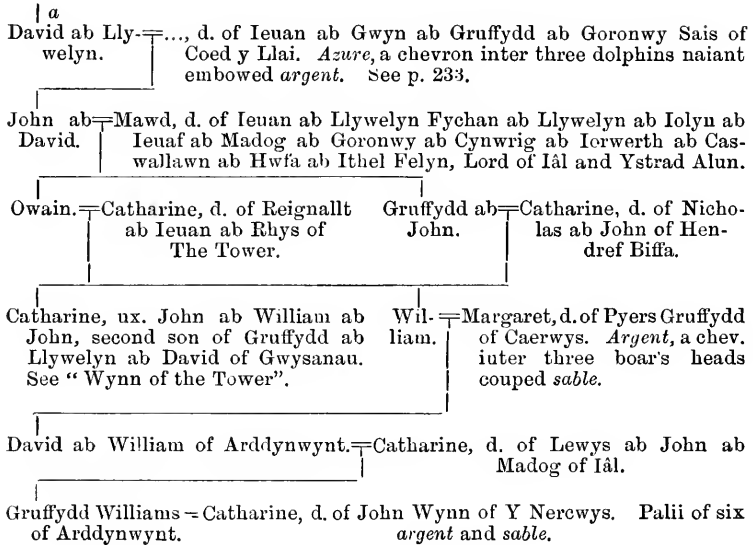 a
David ab Lly-
welyn.
..., d. of Ieuan ab Gwyn ab Gruffydd ab Goronwy Sais of
Coed y Llai. Azure, a chevron inter three dolphins naiant
embowed argent. See p. 233.
John ab
David.
Mawd, d. of Ieuan ab Llywelyn Fychan ab Llywelyn ab Iolyn ab
Ieuaf ab Madog ab Goronwy ab Cynwrig ab Iorwerth ab Cas-
wallawn ab Hwfa ab Ithel Felyn, Lord of Iâl and Ystrad Alun.
Owain.
Catharine, d. of Reignallt
ab Ieuan ab Rhys of
The Tower.
Gruffydd ab
John.
Catharine, d. of Nicho-
las ab John of Hen-
dref Biffa.
Catharine, ux. John ab William ab
John, second son of Gruffydd ab
Llywelyn ab David of Gwysanau.
See "Wynn of the Tower".
Wil-
liam.
Margaret, d. of Pyers Gruffydd
of Caerwys. Argent, a chev.
inter three boar's heads
couped sable.
David ab William of Arddynwynt.
Catharine, d. of Lewys ab John ab
Madog of Iâl.
Gruffydd Williams
of Arddynwynt.
= Catharine, d. of John Wynn of Y Nercwys. Palii of six
argent and sable.